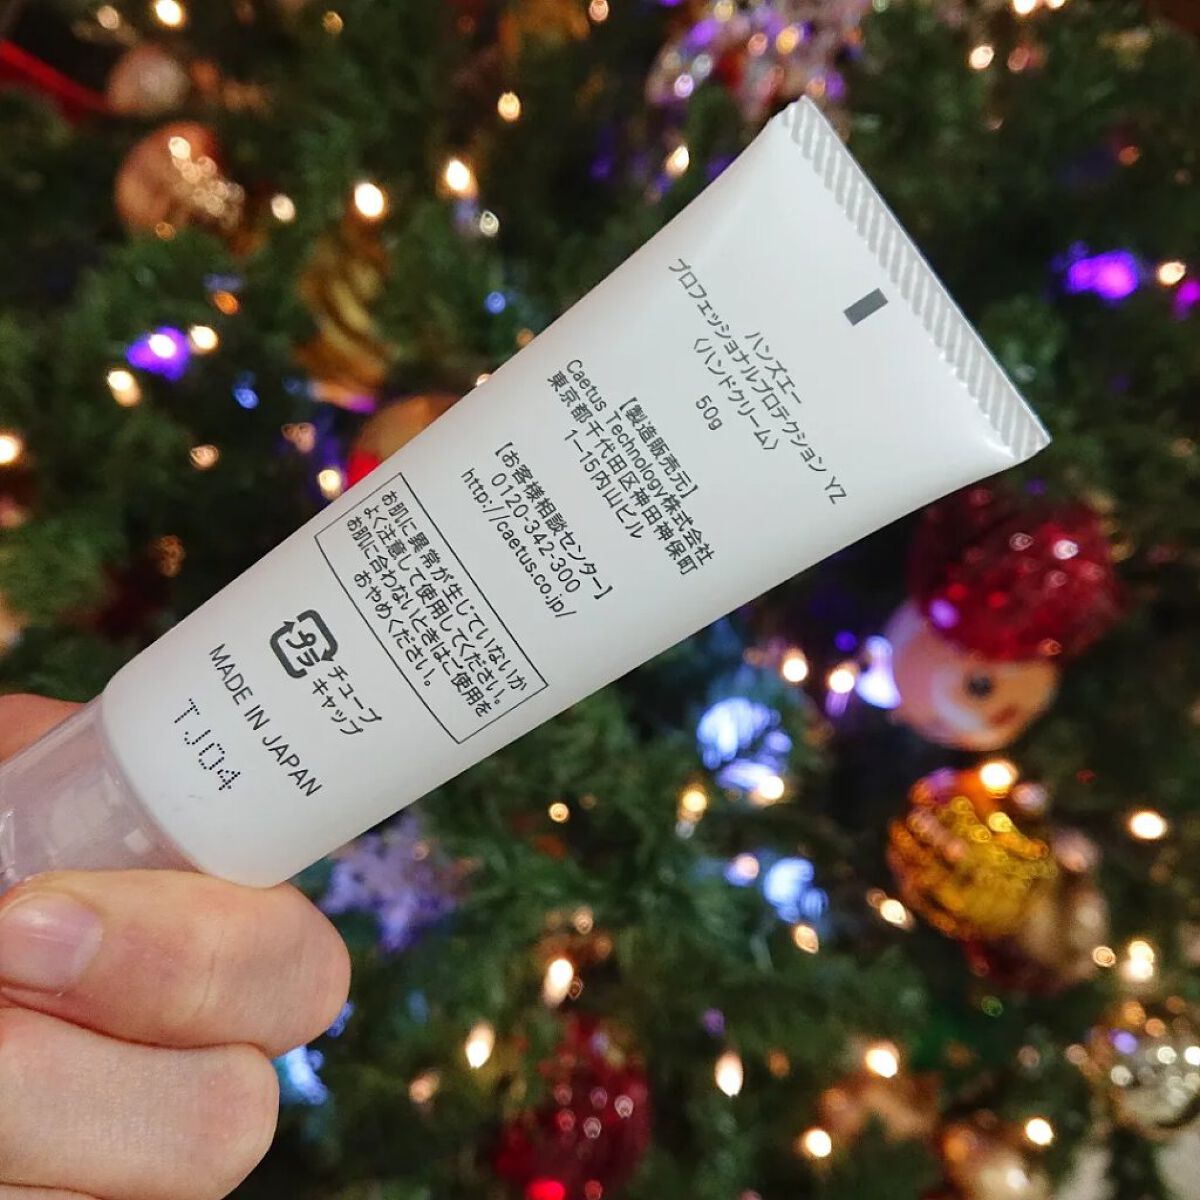 ハンズエー
プロフェッショナルプロテクション YZ
〈ハンドクリーム〉
50g
【製造販売元】
Caetus Technology株式会社
東京都千代田区神田神保町
1ー15内山ビル
【お客様相談センター】
0120-342-300
http://caetus.co.jp/
お肌に異常が生じていないか
よく注意して使用してください。
お肌に合わないときはご使用を
おやめください。
プラ
チューブ
キャップ
MADE IN JAPAN
TJ04